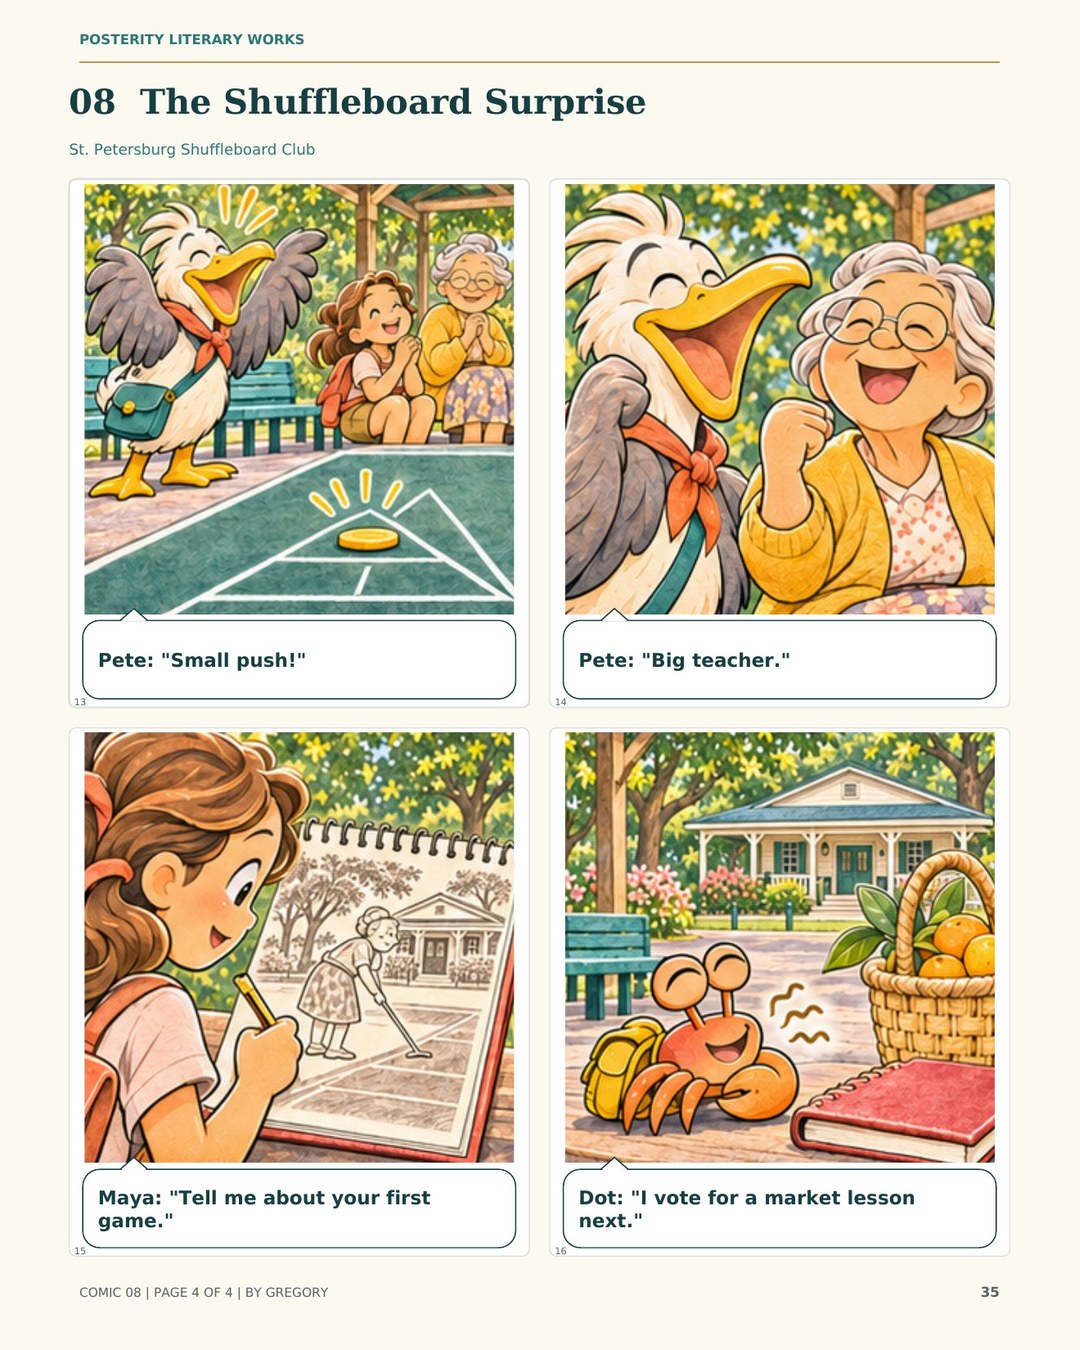 POSTERITY LITERARY WORKS
08 The Shuffleboard Surprise
St. Petersburg Shuffleboard Club
Pete: "Small push!"
13
Pete: "Big teacher."
14
Maya: "Tell me about your first
game."
15
Dot: "I vote for a market lesson
next."
16
COMIC 08 | PAGE 4 OF 4 | BY GREGORY
35